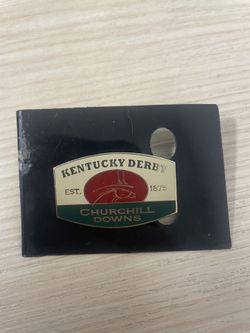 KENTUCKY DERBY
EST. 1875
CHURCHILL
DOWNS